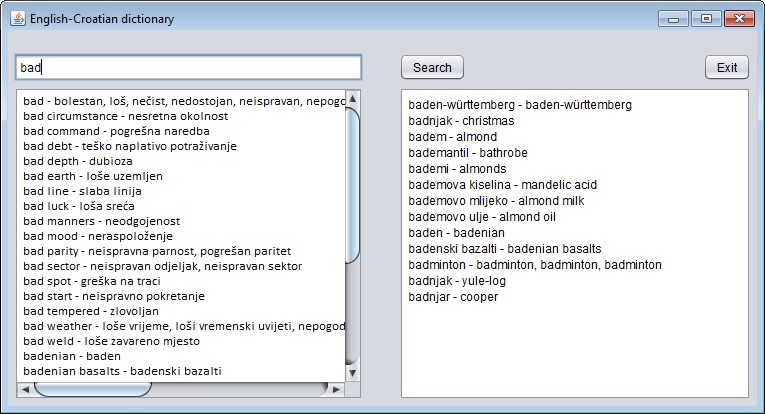 English-Croatian dictionary
bad
Search
Exit
bad - bolestan, loš, nečist, nedostojan, neispravan, nepogo
bad circumstance - nesretna okolnost
bad command - pogrešna naredba
bad debt - teško naplativo potraživanje
bad depth - dubioza
bad earth - loše uzemljen
bad line - slaba linija
bad luck - loša sreća
bad manners - neodgojenost
bad mood - neraspoloženje
bad parity - neispravna parnost, pogrešan paritet
bad sector - neispravan odjeljak, neispravan sektor
bad spot - greška na traci
bad start - neispravno pokretanje
bad tempered - zlovoljan
bad weather - loše vrijeme, loši vremenski uvijeti, nepogod
bad weld - loše zavareno mjesto
badenian - baden
badenian basalts - badenski bazalti
baden-württemberg - baden-württemberg
badnjak - christmas
badem - almond
bademantil - bathrobe
bademi - almonds
bademova kiselina - mandelic acid
bademovo mlijeko - almond milk
bademovo ulje - almond oil
baden - badenian
badenski bazalti - badenian basalts
badminton - badminton, badminton, badminton
badnjak - yule-log
badnjar - cooper